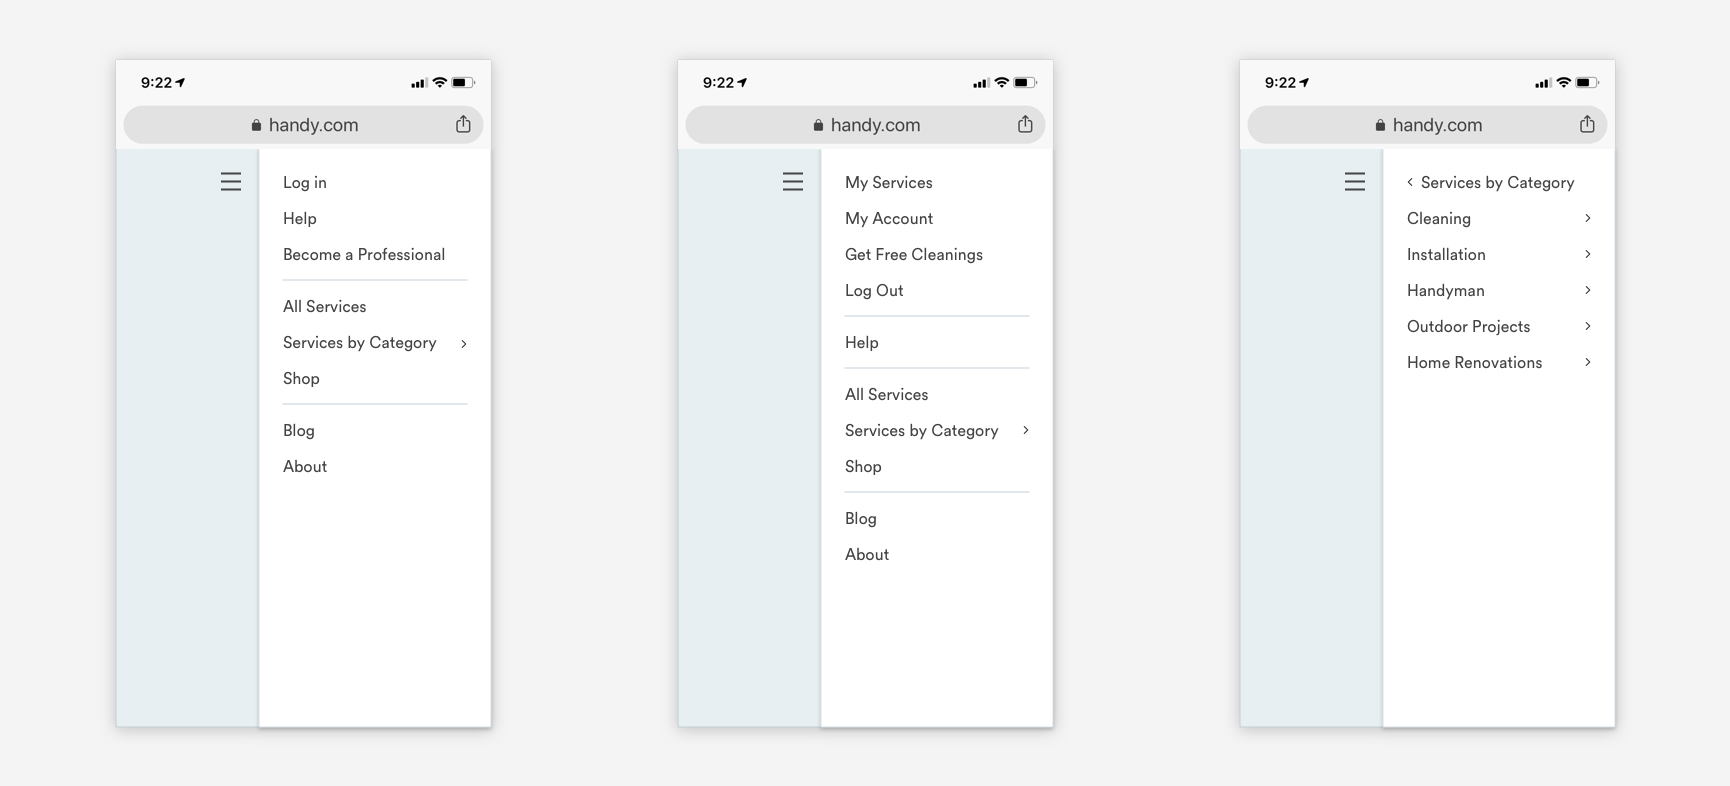 9:22
handy.com
Log in
Help
Become a Professional
All Services
Services by Category
Shop
Blog
About
9:22
handy.com
My Services
My Account
Get Free Cleanings
Log Out
Help
All Services
Services by Category
Shop
Blog
About
9:22
handy.com
Services by Category
Cleaning
Installation
Handyman
Outdoor Projects
Home Renovations